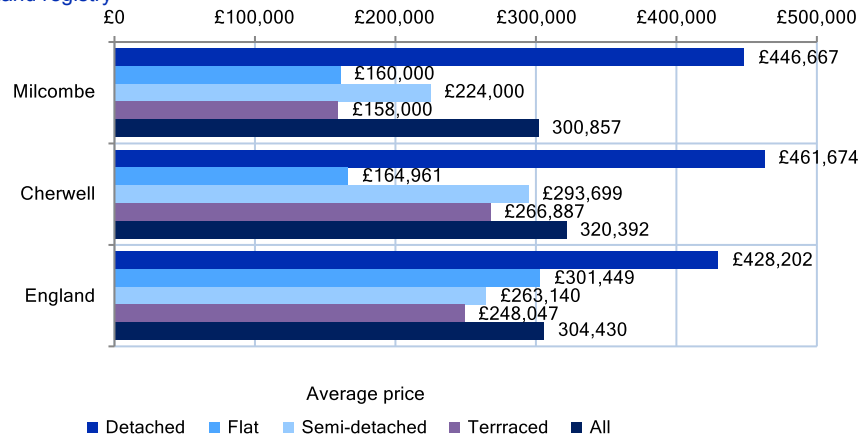 land registry
£0 £100,000 £200,000 £300,000 £400,000 £500,000
Milcombe
£446,667
£160,000
£224,000
£158,000
300,857
Cherwell
£461,674
£164,961
£293,699
£266,887
320,392
England
£428,202
£301,449
£263,140
£248,047
304,430
Average price
Detached Flat Semi-detached Terrraced All